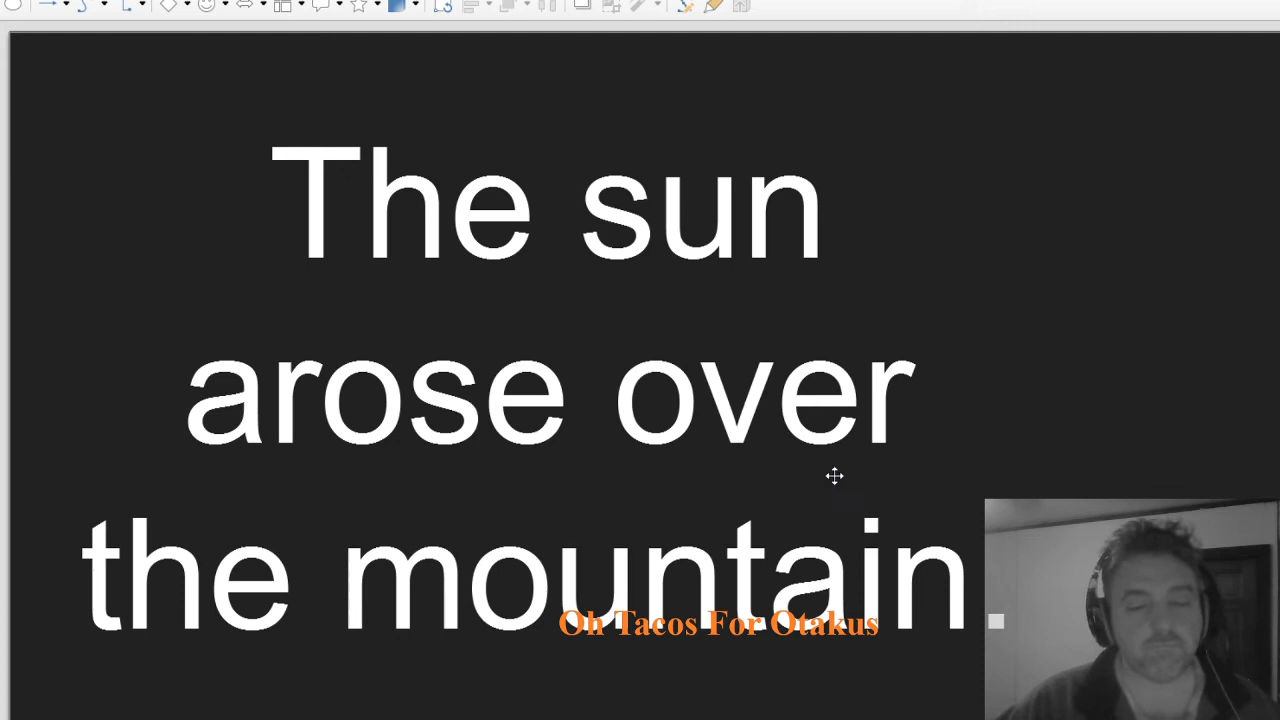 The sun
arose over
the mountain.
Oh Tacos For Otakus